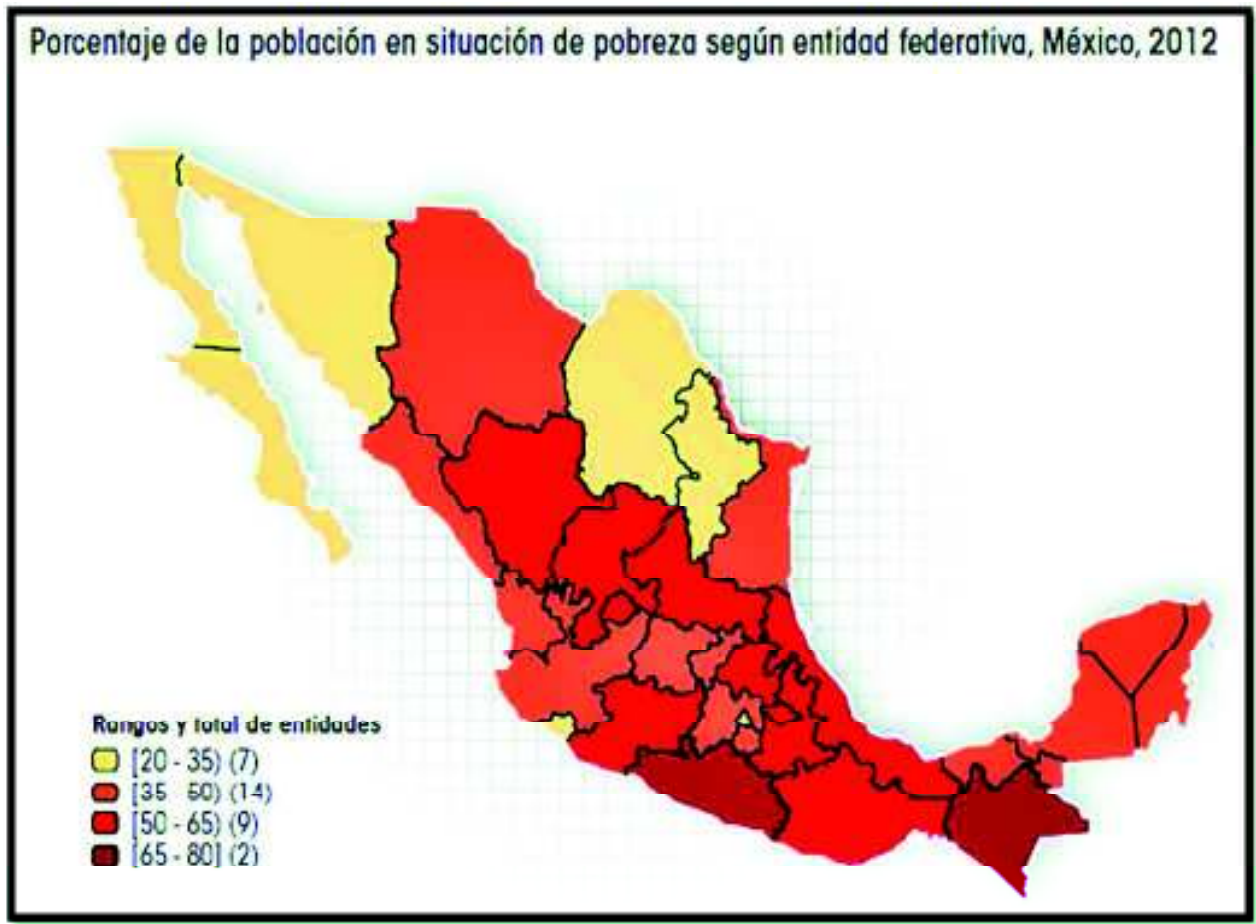 Porcentaje de la población en situación de pobreza según entidad federativa, México, 2012
Rangos y total de entidades
[20 - 35) (7)
[35 - 50) (14)
[50 - 65) (9)
[65 - 80] (2)